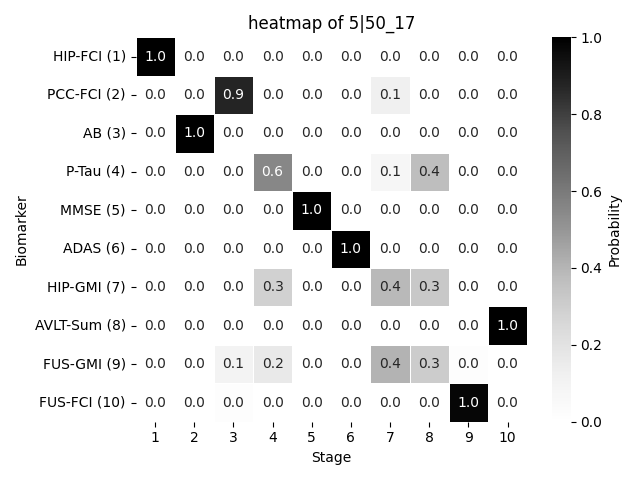 heatmap of 5|50_17
HIP-FCI (1) 1.0 0.0 0.0 0.0 0.0 0.0 0.0 0.0 0.0 0.0
PCC-FCI (2) 0.0 0.0 0.9 0.0 0.0 0.0 0.1 0.0 0.0 0.0
AB (3) 0.0 1.0 0.0 0.0 0.0 0.0 0.0 0.0 0.0 0.0
P-Tau (4) 0.0 0.0 0.0 0.6 0.0 0.0 0.1 0.4 0.0 0.0
MMSE (5) 0.0 0.0 0.0 0.0 1.0 0.0 0.0 0.0 0.0 0.0
ADAS (6) 0.0 0.0 0.0 0.0 0.0 1.0 0.0 0.0 0.0 0.0
HIP-GMI (7) 0.0 0.0 0.0 0.3 0.0 0.0 0.4 0.3 0.0 0.0
AVLT-Sum (8) 0.0 0.0 0.0 0.0 0.0 0.0 0.0 0.0 0.0 1.0
FUS-GMI (9) 0.0 0.0 0.1 0.2 0.0 0.0 0.4 0.3 0.0 0.0
FUS-FCI (10) 0.0 0.0 0.0 0.0 0.0 0.0 0.0 0.0 1.0 0.0
1 2 3 4 5 6 7 8 9 10
Stage
Biomarker
1.0
0.8
0.6
0.4
0.2
0.0
Probability